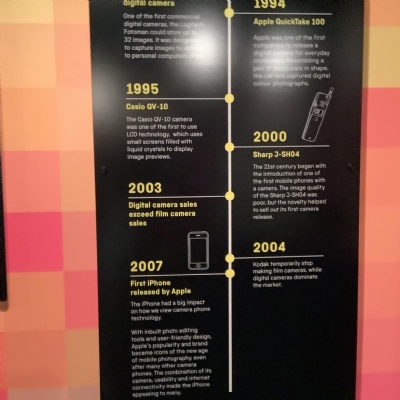 digital camera
One of the first commercial
digital cameras, the Logitech
Fotoman could store up to
32 images. It was designed
to capture images to
to personal computers
1994
Apple QuickTake 100
Apple was one of the first
companies to release a
digital camera for everyday
consumers. Resembling a
pair of binoculars in shape,
the camera captured digital
colour photographs.
1995
Casio QV-10
The Casio QV-10 camera
was one of the first to use
LCD technology, which uses
small screens filled with
liquid crystals to display
image previews.
2000
Sharp J-SH04
The 21st century began with
the introduction of one of
the first mobile phones with
a camera. The image quality
of the Sharp J-SH04 was
poor, but the novelty helped
to sell out its first camera
release.
2003
Digital camera sales
exceed film camera
sales
2004
Kodak temporarily stop
making film cameras, while
digital cameras dominate
the market.
2007
First iPhone
released by Apple
The iPhone had a big impact
on how we view camera phone
technology.
With inbuilt photo editing
tools and user-friendly design,
Apple's popularity and brand
became icons of the new age
of mobile photography, even
after many other camera
phones. The combination of its
camera, usability and internet
connectivity made the iPhone
appealing to many.